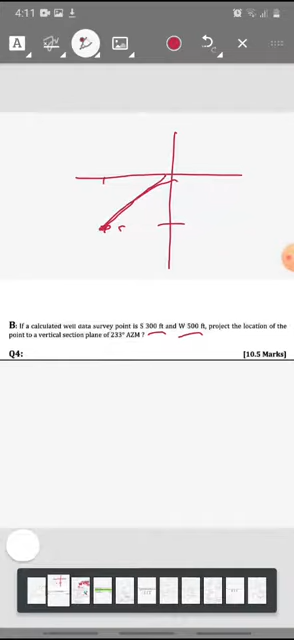 4:11
A
B: If a calculated well data survey point is S 300 ft and W 500 ft, project the location of the
point to a vertical section plane of 233° AZM ?
Q4: [10.5 Marks]